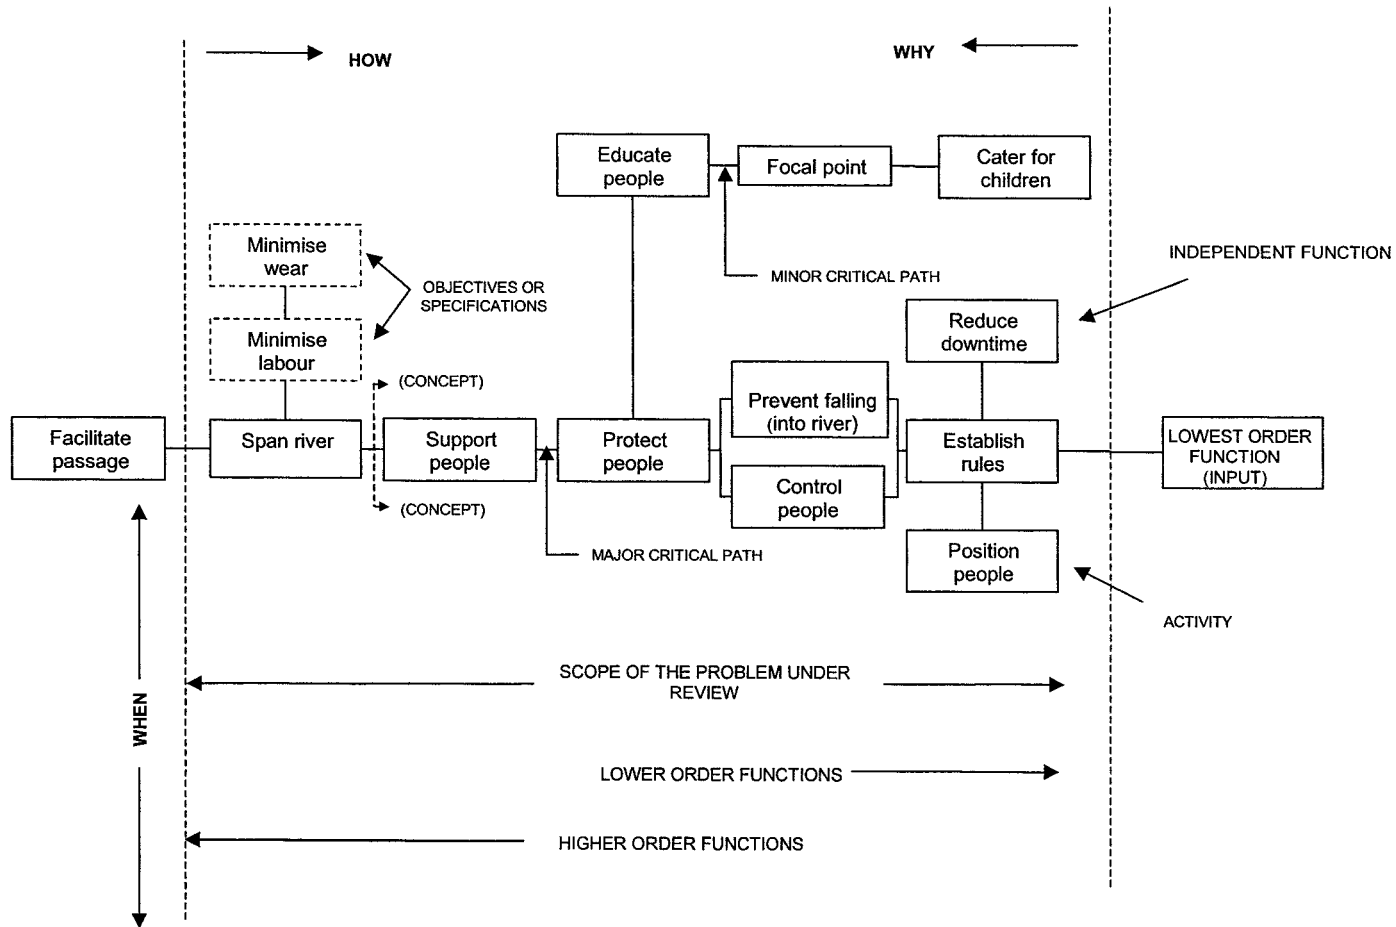 HOW
WHY
Educate
people
Focal point
Cater for
children
Minimise
wear
OBJECTIVES OR
SPECIFICATIONS
MINOR CRITICAL PATH
INDEPENDENT FUNCTION
Minimise
labour
Reduce
downtime
(CONCEPT)
Facilitate
passage
Span river
Support
people
Protect
people
Prevent falling
(into river)
Establish
rules
LOWEST ORDER
FUNCTION
(INPUT)
Control
people
(CONCEPT)
MAJOR CRITICAL PATH
Position
people
ACTIVITY
SCOPE OF THE PROBLEM UNDER
REVIEW
WHEN
LOWER ORDER FUNCTIONS
HIGHER ORDER FUNCTIONS